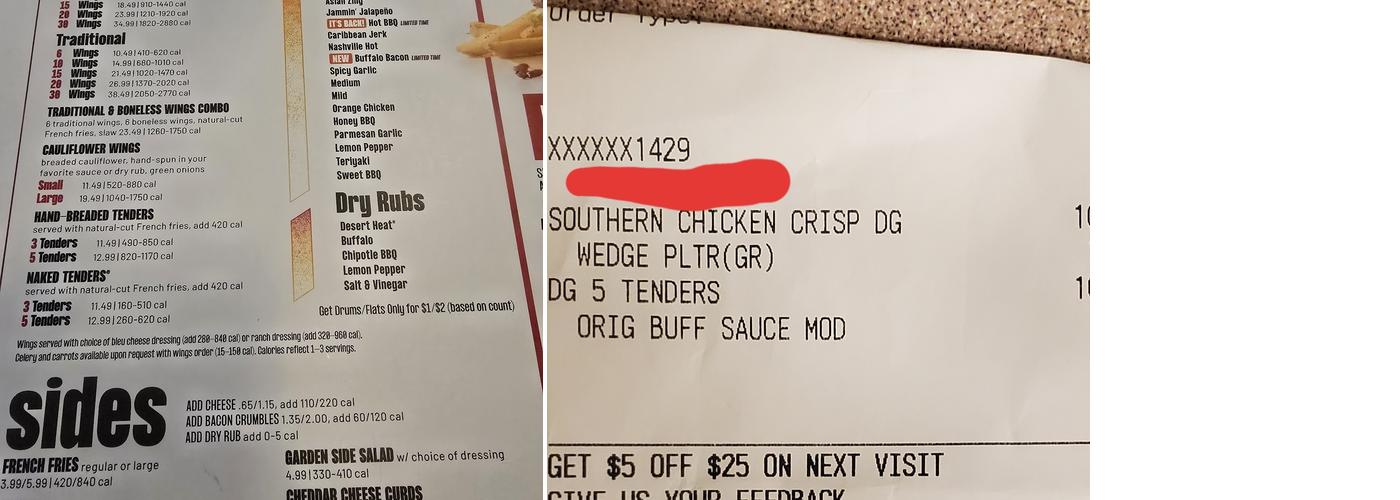 15 Wings 18.49|910-1440 cal
20 Wings 23.99|1210-1920 cal
30 Wings 34.99|1820-2880 cal
Traditional
6 Wings 10.49|410-620 cal
10 Wings 14.99|680-1010 cal
15 Wings 21.49|1020-1470 cal
20 Wings 26.99|1370-2020 cal
30 Wings 38.49|2050-2770 cal
TRADITIONAL & BONELESS WINGS COMBO
6 traditional wings, 6 boneless wings, natural-cut
French fries, slaw 23.49|1260-1750 cal
CAULIFLOWER WINGS
breaded cauliflower, hand-spun in your
favorite sauce or dry rub, green onions
Small 11.49|520-880 cal
Large 19.49|1040-1750 cal
HAND-BREADED TENDERS
served with natural-cut French fries, add 420 cal
3 Tenders 11.49|490-850 cal
5 Tenders 12.99|820-1170 cal
NAKED TENDERS*
served with natural-cut French fries, add 420 cal
3 Tenders 11.49|160-510 cal
5 Tenders 12.99|260-620 cal
Wings served with choice of bleu cheese dressing (add 280-840 cal) or ranch dressing (add 320-960 cal).
Celery and carrots available upon request with wings order (15-150 cal). Calories reflect 1-3 servings.
Asian Zing
Jammin' Jalapeño
IT'S BACK! Hot BBQ LIMITED TIME
Caribbean Jerk
Nashville Hot
NEW Buffalo Bacon LIMITED TIME
Spicy Garlic
Medium
Mild
Orange Chicken
Honey BBQ
Parmesan Garlic
Lemon Pepper
Teriyaki
Sweet BBQ
Dry Rubs
Desert Heat*
Buffalo
Chipotle BBQ
Lemon Pepper
Salt & Vinegar
Get Drums/Flats Only for $1/$2 (based on count)
sides
ADD CHEESE .65/1.15, add 110/220 cal
ADD BACON CRUMBLES 1.35/2.00, add 60/120 cal
ADD DRY RUB add 0-5 cal
FRENCH FRIES regular or large
3.99/5.99|420/840 cal
GARDEN SIDE SALAD w/ choice of dressing
4.99|330-410 cal
CHEDDAR CHEESE CURDS
Order Type:
XXXXXX1429
SOUTHERN CHICKEN CRISP DG 10
WEDGE PLTR(GR)
DG 5 TENDERS 10
ORIG BUFF SAUCE MOD
GET $5 OFF $25 ON NEXT VISIT
GIVE US YOUR FEEDBACK